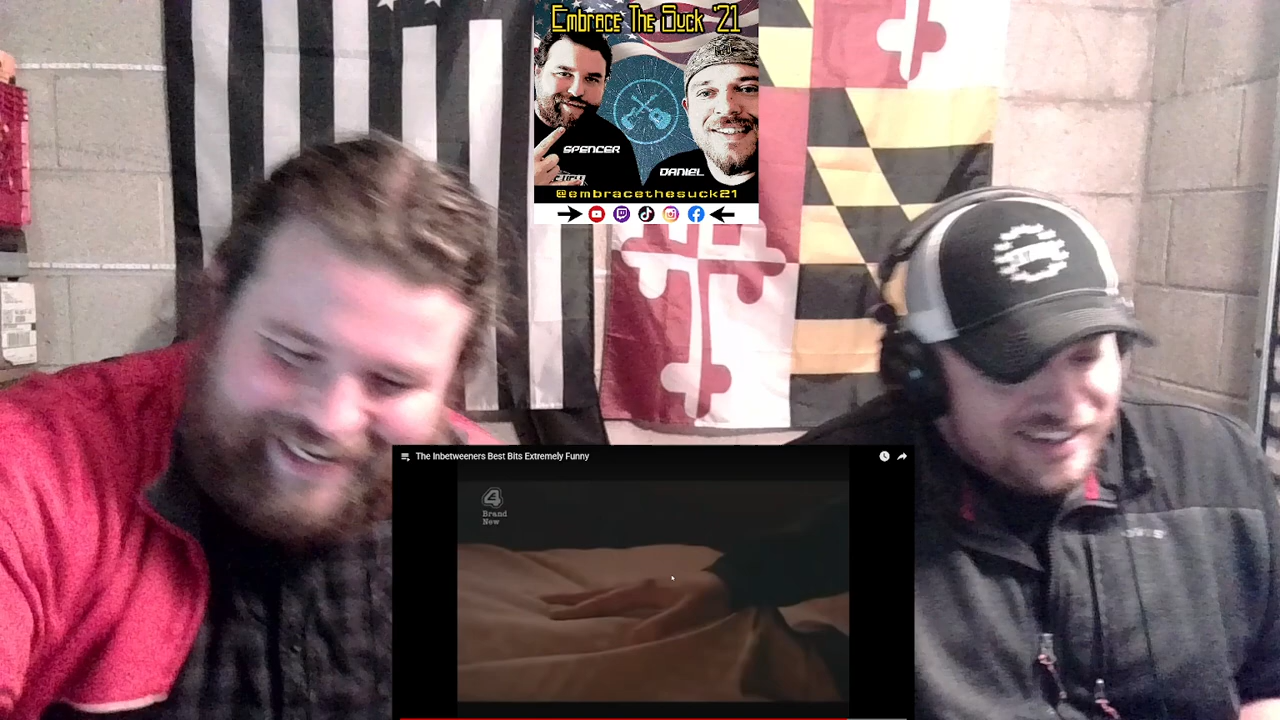 Embrace The Suck '21
SPENCER
DANIEL
@embracethesuck21
The Inbetweeners Best Bits Extremely Funny
4
Brand
New